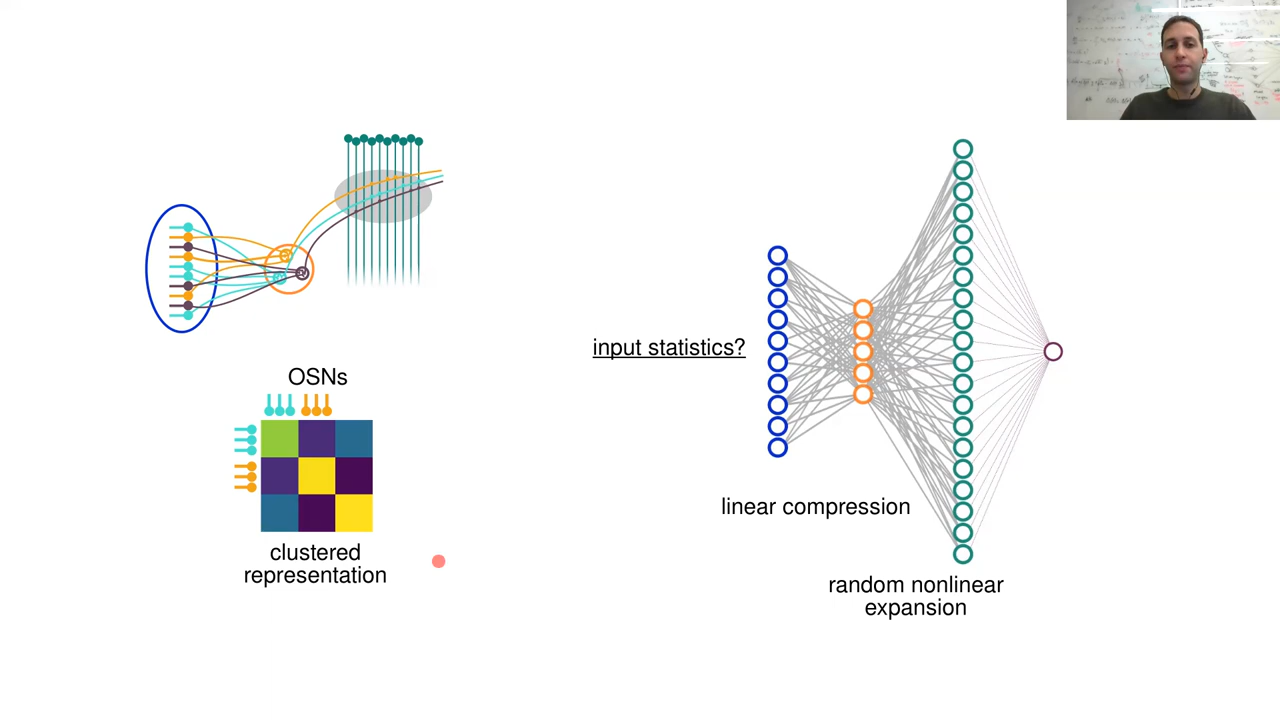 OSNs
clustered
representation
input statistics?
linear compression
random nonlinear
expansion